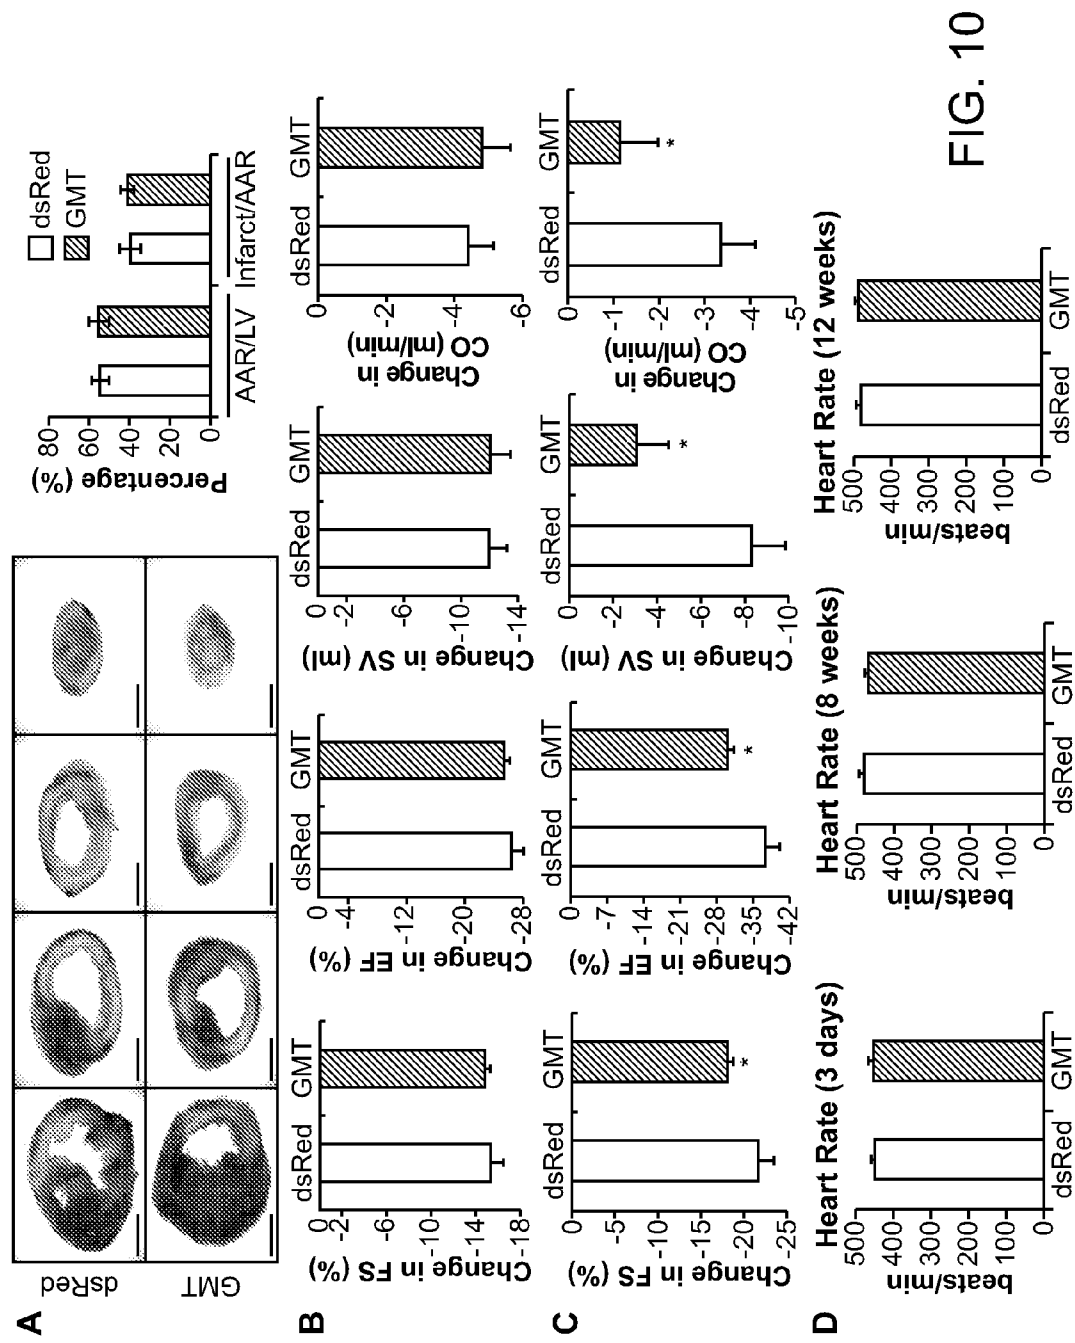 A
dsRed
GMT
Percentage (%)
80
60
40
20
0
AAR/LV
Infarct/AAR
dsRed
GMT
B
Change in FS (%)
0
-2
-6
-10
-14
-18
dsRed
GMT
Change in EF (%)
0
-4
-12
-20
-28
dsRed
GMT
Change in SV (ml)
0
-2
-6
-10
-14
dsRed
GMT
Change in
CO (ml/min)
0
-2
-4
-6
dsRed
GMT
C
Change in FS (%)
0
-5
-10
-15
-20
-25
dsRed
GMT
*
Change in EF (%)
0
-7
-14
-21
-28
-35
-42
dsRed
GMT
*
Change in SV (ml)
0
-2
-4
-6
-8
-10
dsRed
GMT
*
Change in
CO (ml/min)
0
-1
-2
-3
-4
-5
dsRed
GMT
*
D
Heart Rate (3 days)
beats/min
500
400
300
200
100
0
dsRed
GMT
Heart Rate (8 weeks)
beats/min
500
400
300
200
100
0
dsRed
GMT
Heart Rate (12 weeks)
beats/min
500
400
300
200
100
0
dsRed
GMT
FIG. 10